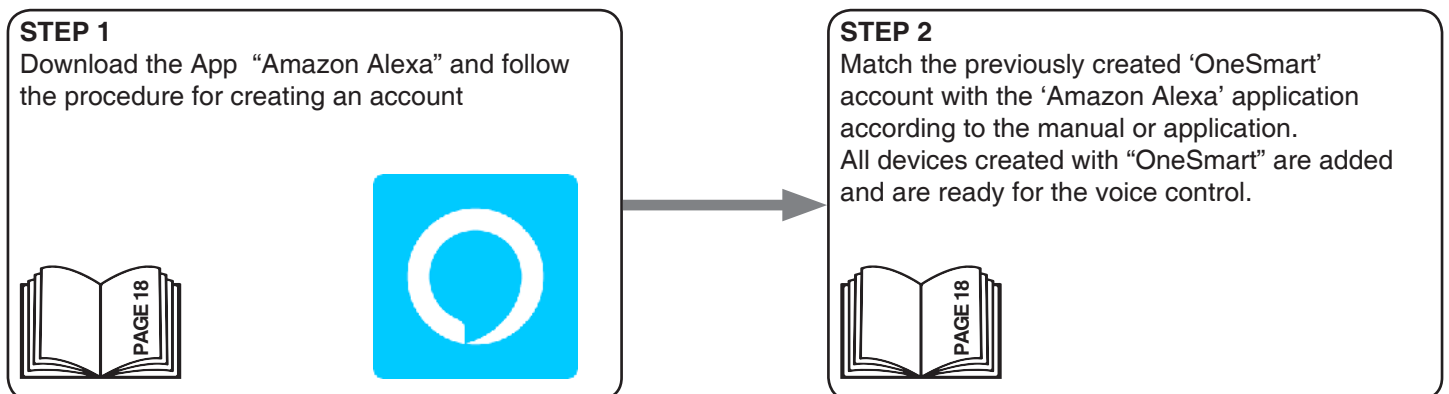 STEP 1
Download the App “Amazon Alexa” and follow
the procedure for creating an account
PAGE 18
STEP 2
Match the previously created ‘OneSmart’
account with the ‘Amazon Alexa’ application
according to the manual or application.
All devices created with “OneSmart” are added
and are ready for the voice control.
PAGE 18